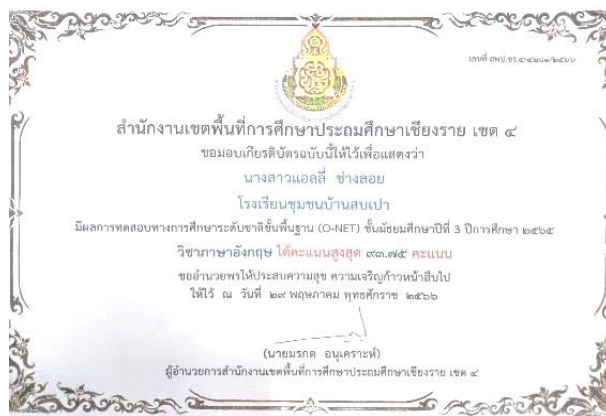 สำนักงานเขตพื้นที่การศึกษาประถมศึกษาเชียงราย เขต ๔
ขอมอบเกียรติบัตรฉบับนี้ให้ไว้เพื่อแสดงว่า
นางสาวแอลลี่ ช่างลอย
โรงเรียนชุมชนบ้านสบเปา
มีผลการทดสอบทางการศึกษาระดับชาติขั้นพื้นฐาน (O-NET) ชั้นมัธยมศึกษาปีที่ 3 ปีการศึกษา ๒๕๖๕
วิชาภาษาอังกฤษ ได้คะแนนสูงสุด ๙๓.๗๕ คะแนน
ขออำนวยพรให้ประสบความสุข ความเจริญก้าวหน้าสืบไป
ให้ไว้ ณ วันที่ ๒๙ พฤษภาคม พุทธศักราช ๒๕๖๖
(นายมรกต อนุเคราะห์)
ผู้อำนวยการสำนักงานเขตพื้นที่การศึกษาประถมศึกษาเชียงราย เขต ๔